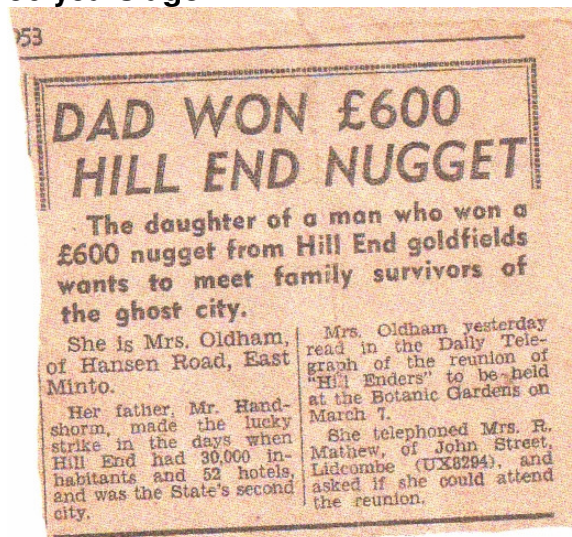 years ago
953
DAD WON £600
HILL END NUGGET
The daughter of a man who won a
£600 nugget from Hill End goldfields
wants to meet family survivors of
the ghost city.
She is Mrs. Oldham,
of Hansen Road, East
Minto.
Her father, Mr. Hand-
shorm, made the lucky
strike in the days when
Hill End had 30,000 in-
habitants and 52 hotels,
and was the State's second
city.
Mrs. Oldham yesterday
read in the Daily Tele-
graph of the reunion of
"Hill Enders" to be held
at the Botanic Gardens on
March 7.
She telephoned Mrs. R.
Mathew, of John Street,
Lidcombe (UX8294), and
asked if she could attend
the reunion.